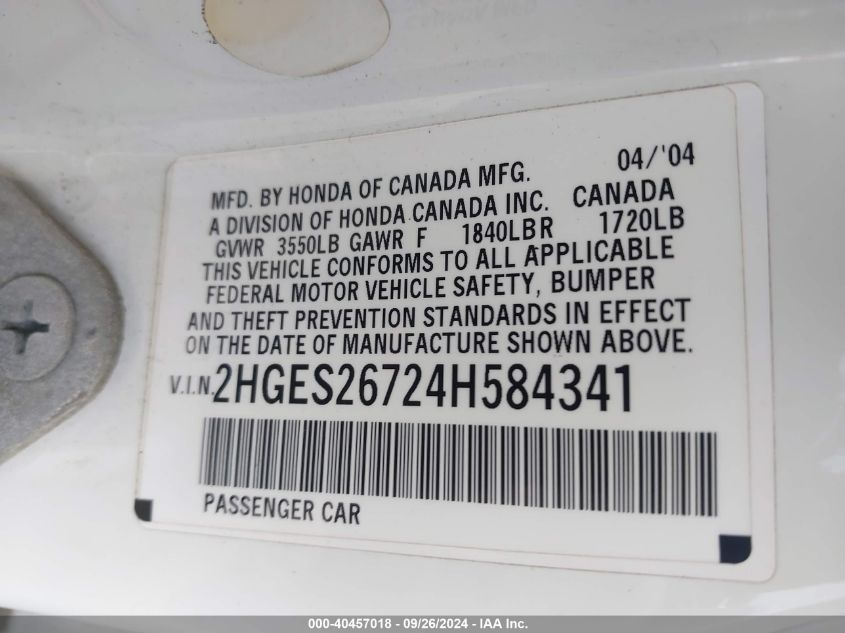 04/'04
MFD. BY HONDA OF CANADA MFG.
A DIVISION OF HONDA CANADA INC. CANADA
GVWR 3550LB GAWR F 1840LB R 1720LB
THIS VEHICLE CONFORMS TO ALL APPLICABLE
FEDERAL MOTOR VEHICLE SAFETY, BUMPER
AND THEFT PREVENTION STANDARDS IN EFFECT
ON THE DATE OF MANUFACTURE SHOWN ABOVE.
V.I.N. 2HGES26724H584341
PASSENGER CAR
000-40457018 - 09/26/2024 - IAA Inc.